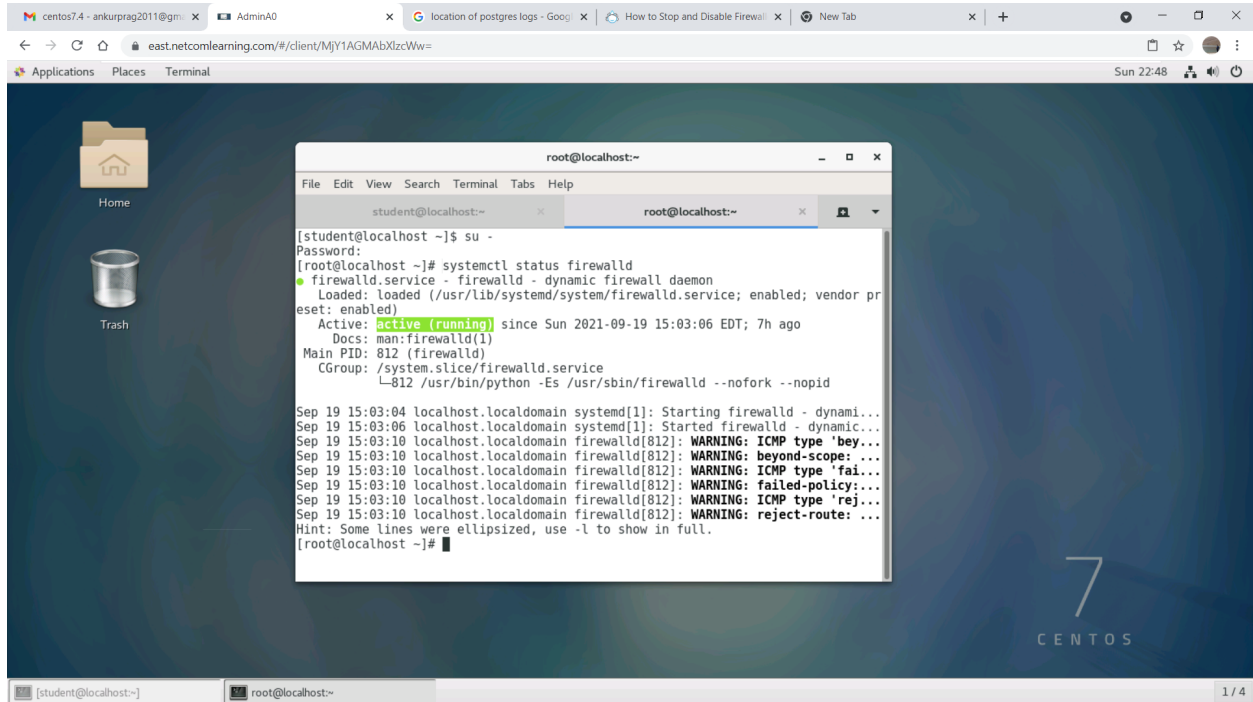 centos7.4 - ankurprag2011@gm
AdminA0
location of postgres logs - Goog
How to Stop and Disable Firewall
New Tab
east.netcomlearning.com/#/client/MjY1AGMAbXlzcWw=
Applications Places Terminal
Sun 22:48
Home
Trash
root@localhost:~
File Edit View Search Terminal Tabs Help
student@localhost:~
root@localhost:~
[student@localhost ~]$ su -
Password:
[root@localhost ~]# systemctl status firewalld
● firewalld.service - firewalld - dynamic firewall daemon
Loaded: loaded (/usr/lib/systemd/system/firewalld.service; enabled; vendor pr
eset: enabled)
Active: active (running) since Sun 2021-09-19 15:03:06 EDT; 7h ago
Docs: man:firewalld(1)
Main PID: 812 (firewalld)
CGroup: /system.slice/firewalld.service
└─812 /usr/bin/python -Es /usr/sbin/firewalld --nofork --nopid
Sep 19 15:03:04 localhost.localdomain systemd[1]: Starting firewalld - dynami...
Sep 19 15:03:06 localhost.localdomain systemd[1]: Started firewalld - dynamic...
Sep 19 15:03:10 localhost.localdomain firewalld[812]: WARNING: ICMP type 'bey...
Sep 19 15:03:10 localhost.localdomain firewalld[812]: WARNING: beyond-scope: ...
Sep 19 15:03:10 localhost.localdomain firewalld[812]: WARNING: ICMP type 'fai...
Sep 19 15:03:10 localhost.localdomain firewalld[812]: WARNING: failed-policy:...
Sep 19 15:03:10 localhost.localdomain firewalld[812]: WARNING: ICMP type 'rej...
Sep 19 15:03:10 localhost.localdomain firewalld[812]: WARNING: reject-route: ...
Hint: Some lines were ellipsized, use -l to show in full.
[root@localhost ~]#
7
CENTOS
[student@localhost:~]
root@localhost:~
1 / 4